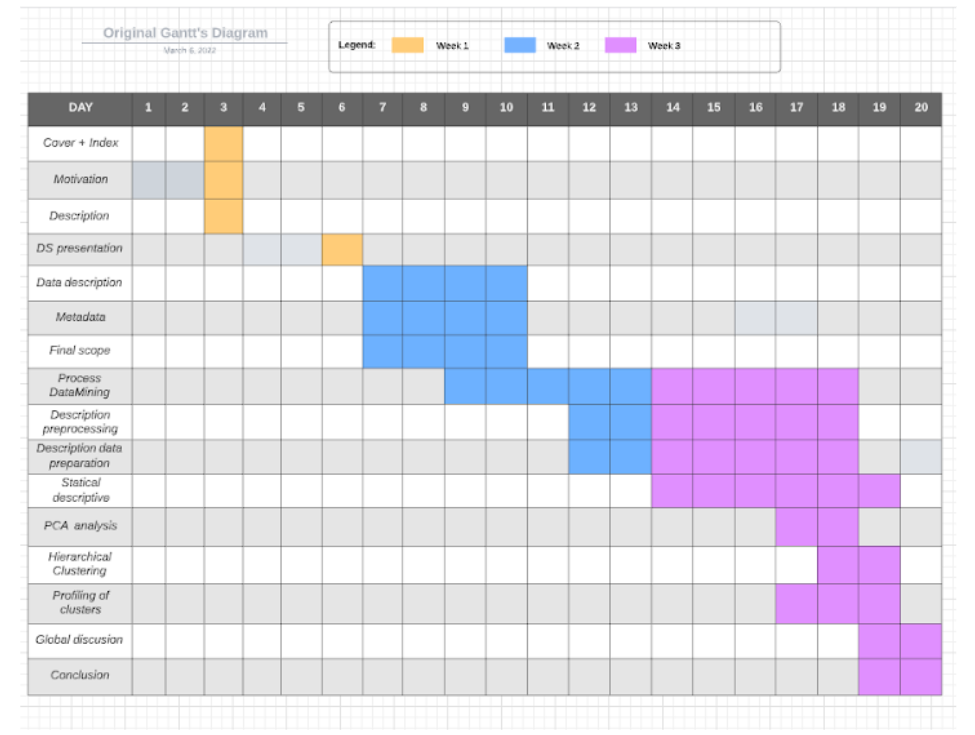 Original Gantt's Diagram
March 6, 2022
Legend: Week 1 Week 2 Week 3
DAY 1 2 3 4 5 6 7 8 9 10 11 12 13 14 15 16 17 18 19 20
Cover + Index
Motivation
Description
DS presentation
Data description
Metadata
Final scope
Process
DataMining
Description
preprocessing
Description data
preparation
Statical
descriptive
PCA analysis
Hierarchical
Clustering
Profiling of
clusters
Global discusion
Conclusion